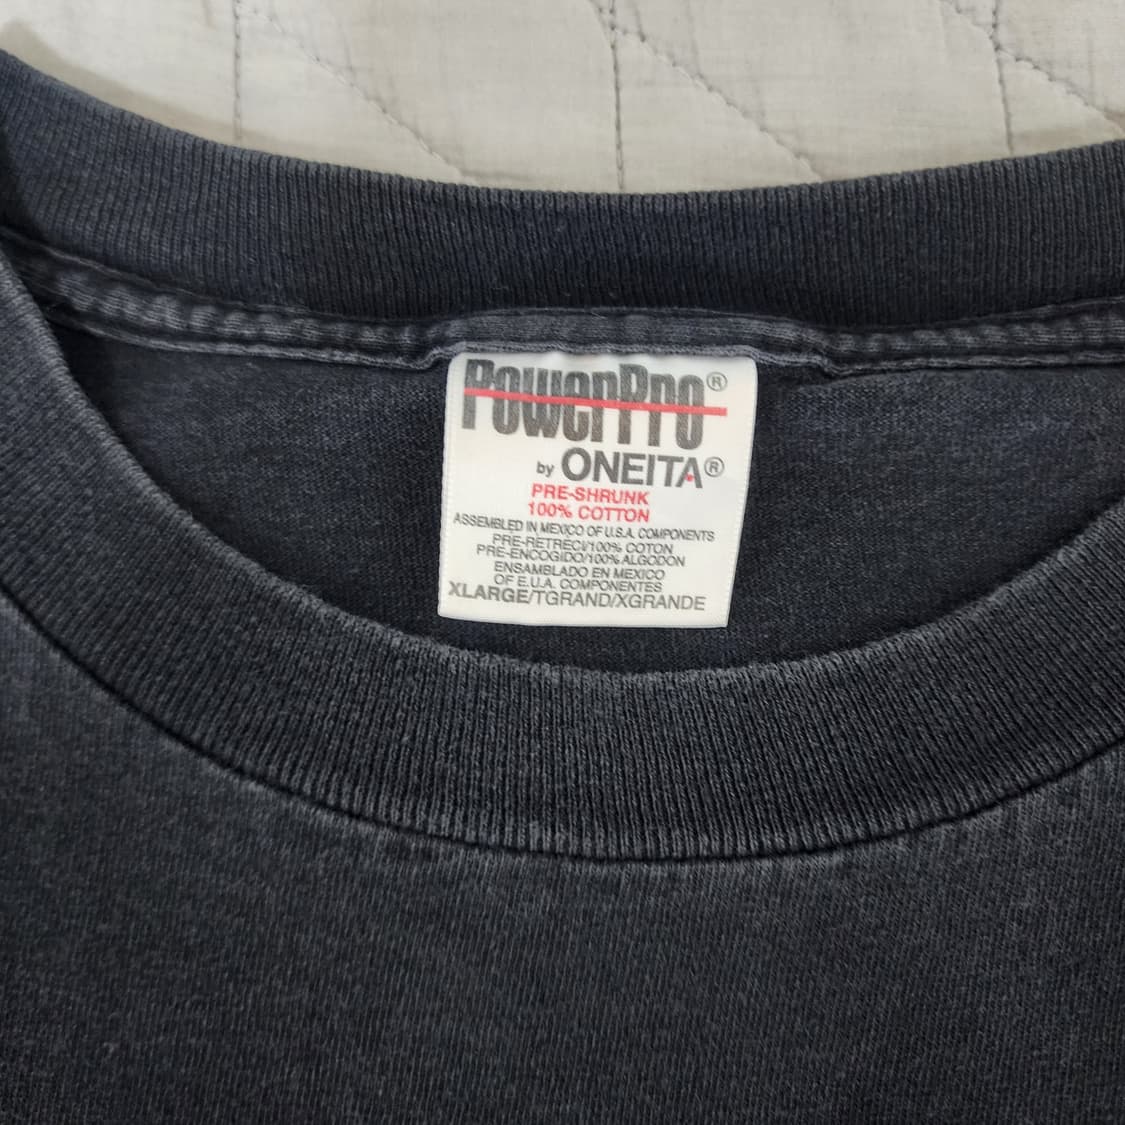 PowerPro®
by ONEITA®
PRE-SHRUNK
100% COTTON
ASSEMBLED IN MEXICO OF U.S.A. COMPONENTS
PRE-RETRECI/100% COTON
PRE-ENCOGIDO/100% ALGODON
ENSAMBLADO EN MEXICO
OF E.U.A. COMPONENTES
XLARGE/TGRAND/XGRANDE